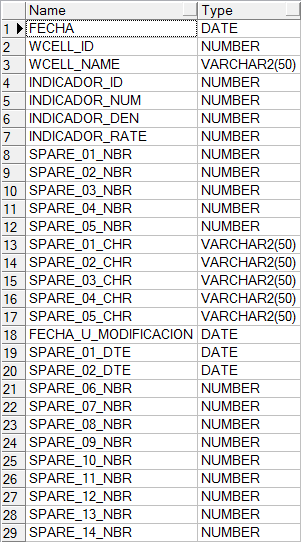 Name Type
1 FECHA DATE
2 WCELL_ID NUMBER
3 WCELL_NAME VARCHAR2(50)
4 INDICADOR_ID NUMBER
5 INDICADOR_NUM NUMBER
6 INDICADOR_DEN NUMBER
7 INDICADOR_RATE NUMBER
8 SPARE_01_NBR NUMBER
9 SPARE_02_NBR NUMBER
10 SPARE_03_NBR NUMBER
11 SPARE_04_NBR NUMBER
12 SPARE_05_NBR NUMBER
13 SPARE_01_CHR VARCHAR2(50)
14 SPARE_02_CHR VARCHAR2(50)
15 SPARE_03_CHR VARCHAR2(50)
16 SPARE_04_CHR VARCHAR2(50)
17 SPARE_05_CHR VARCHAR2(50)
18 FECHA_U_MODIFICACION DATE
19 SPARE_01_DTE DATE
20 SPARE_02_DTE DATE
21 SPARE_06_NBR NUMBER
22 SPARE_07_NBR NUMBER
23 SPARE_08_NBR NUMBER
24 SPARE_09_NBR NUMBER
25 SPARE_10_NBR NUMBER
26 SPARE_11_NBR NUMBER
27 SPARE_12_NBR NUMBER
28 SPARE_13_NBR NUMBER
29 SPARE_14_NBR NUMBER